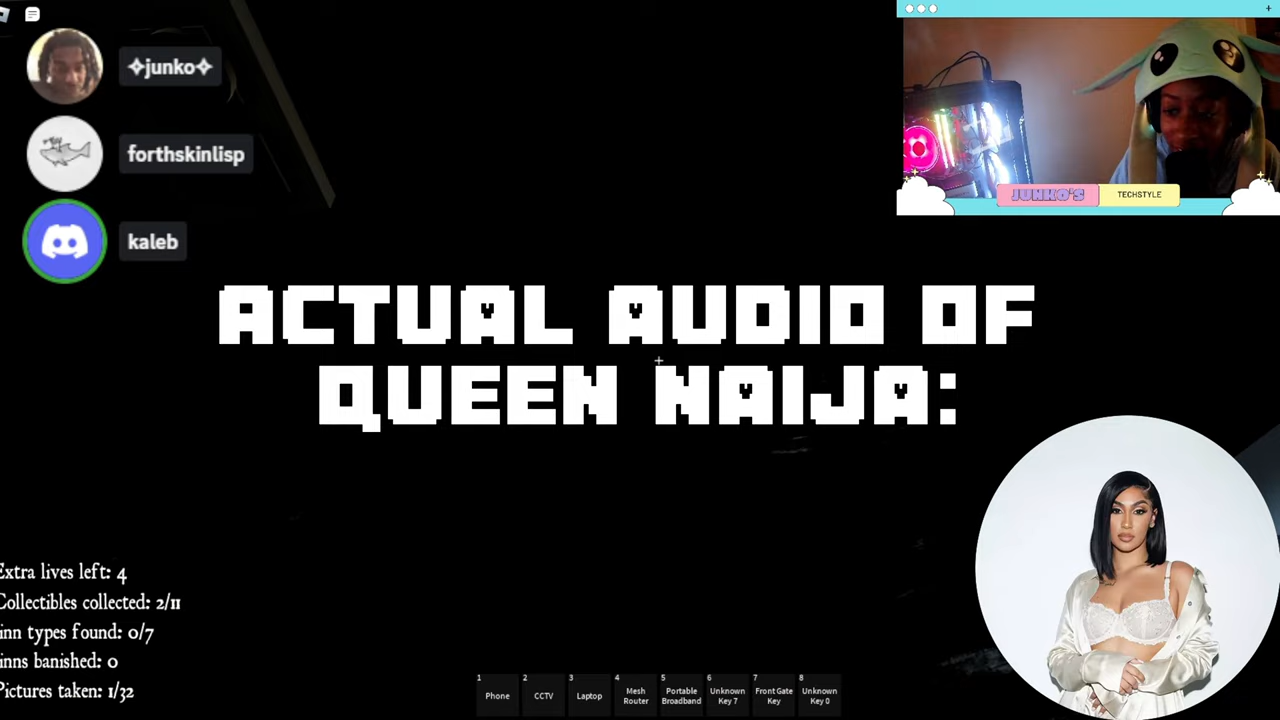 ✧junko✧
forthskinlisp
kaleb
JUNKO'S
TECHSTYLE
ACTUAL AUDIO OF
QUEEN NAIJA:
Extra lives left: 4
Collectibles collected: 2/11
inn types found: 0/7
inns banished: 0
Pictures taken: 1/32
1 2 3 4 5 6 7 8
Phone
CCTV
Laptop
Mesh
Router
Portable
Broadband
Unknown
Key 7
Front Gate
Key
Unknown
Key 0